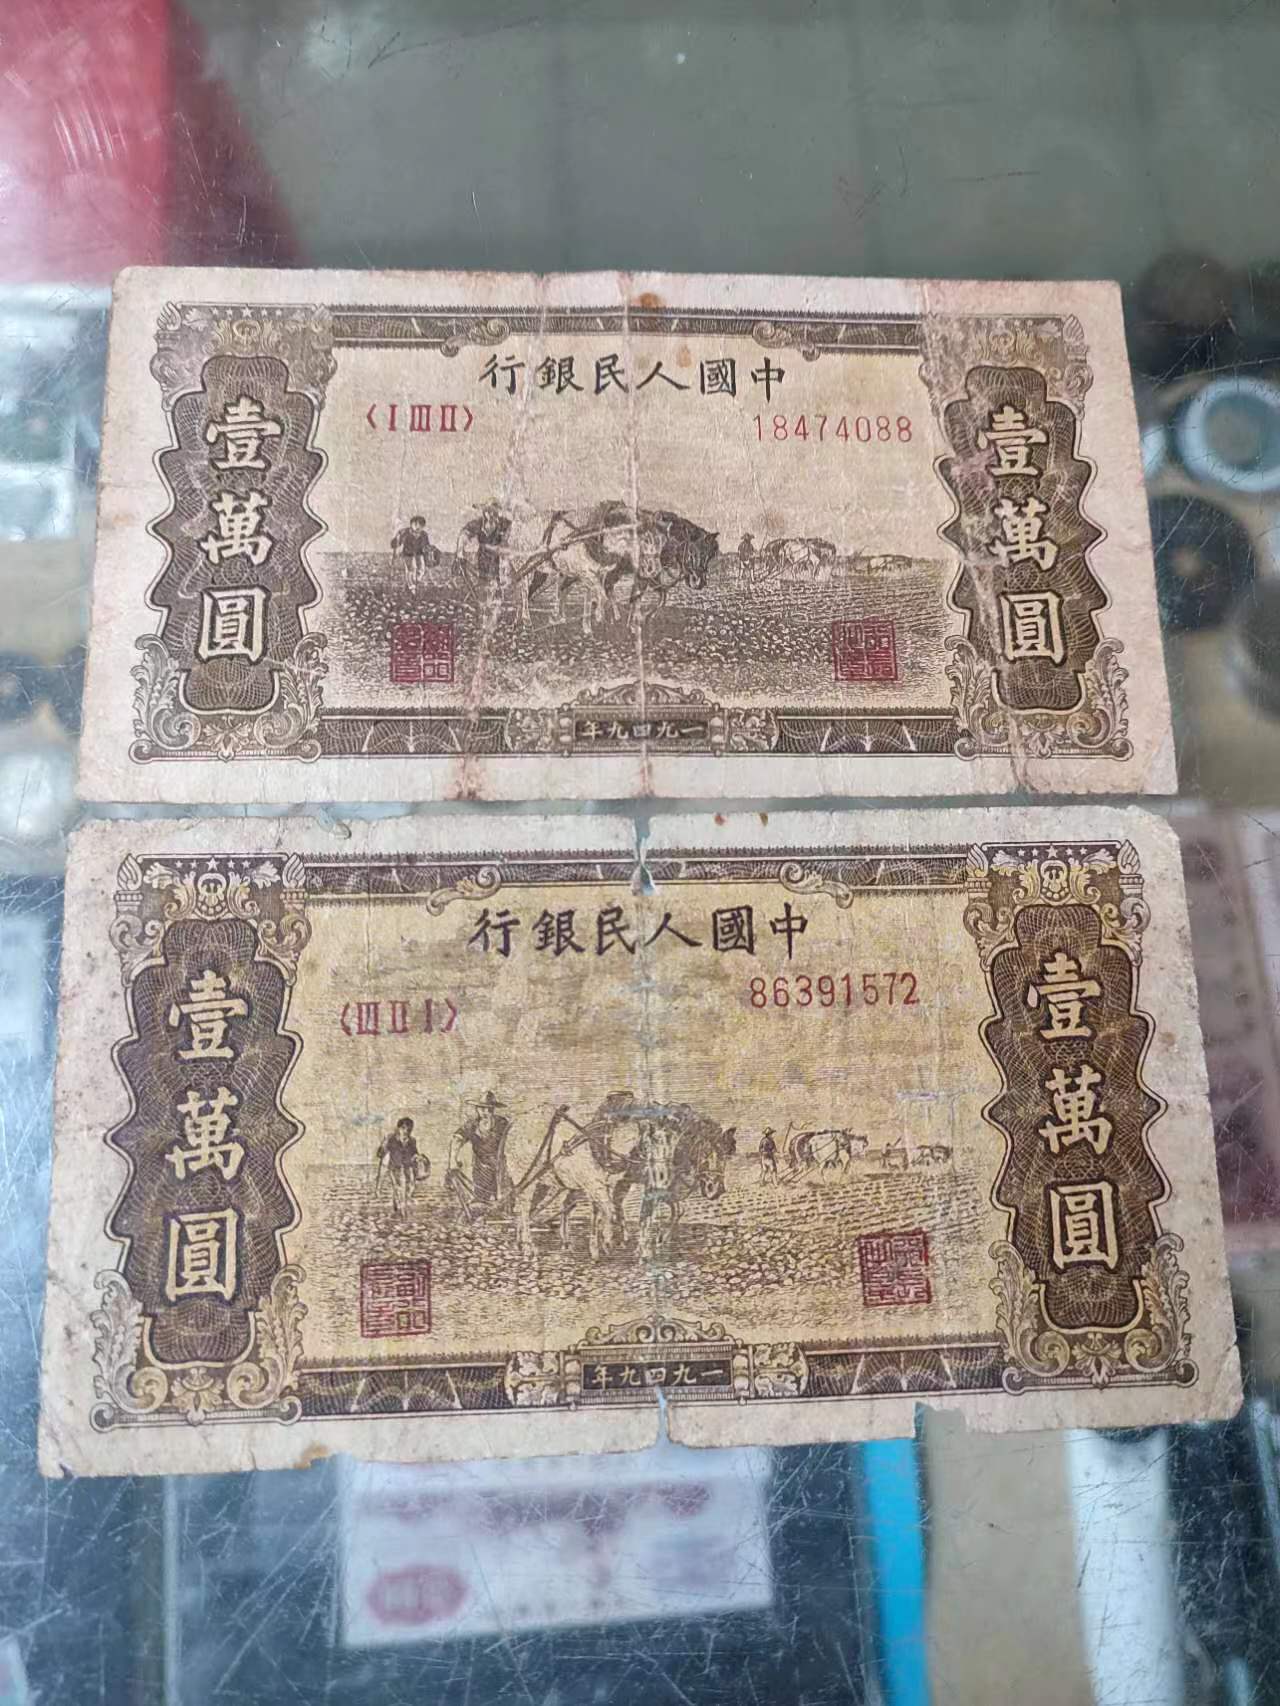 行銀民人國中
〈I III II〉
18474088
壹萬圓
壹萬圓
年九四九一
行銀民人國中
〈III II I〉
86391572
壹萬圓
壹萬圓
年九四九一